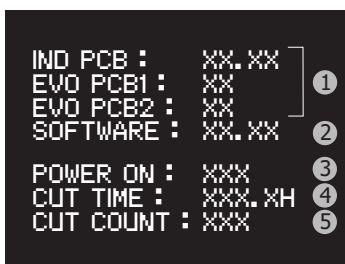 IND PCB : XX.XX
EVO PCB1 : XX 1
EVO PCB2 : XX
SOFTWARE : XX.XX 2
POWER ON : XXX 3
CUT TIME : XXX.XH 4
CUT COUNT : XXX 5